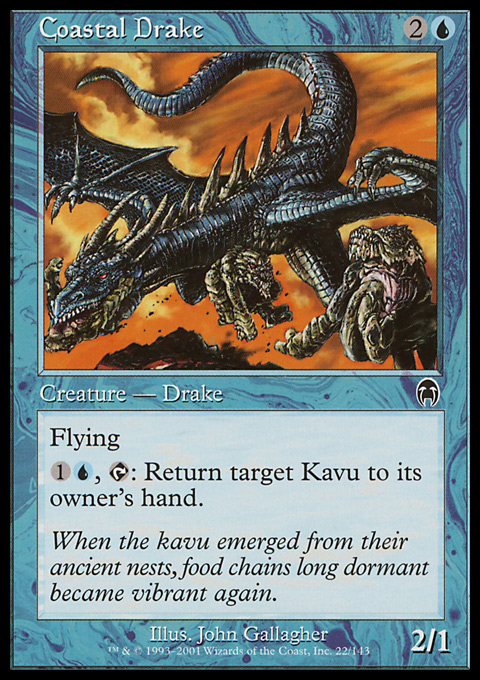 Coastal Drake 2
Creature — Drake
Flying
1, : Return target Kavu to its
owner's hand.
When the kavu emerged from their
ancient nests, food chains long dormant
became vibrant again.
Illus. John Gallagher
™ & © 1993–2001 Wizards of the Coast, Inc. 22/143
2/1